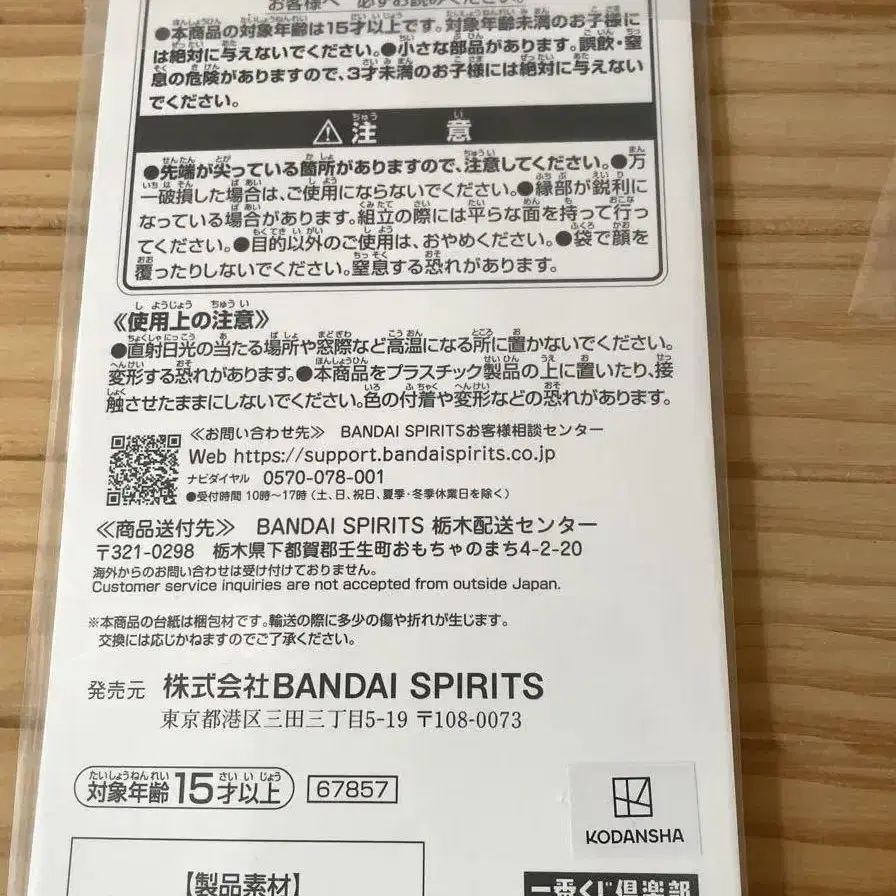 お客様へ 必ずお読みください。
●本商品の対象年齢は15才以上です。対象年齢未満のお子様に
は絶対に与えないでください。●小さな部品があります。誤飲・窒
息の危険がありますので、3才未満のお子様には絶対に与えない
でください。
⚠注 意
●先端が尖っている箇所がありますので、注意してください。●万
一破損した場合は、ご使用にならないでください。●縁部が鋭利に
なっている場合があります。組立の際には平らな面を持って行っ
てください。●目的以外のご使用は、おやめください。●袋で顔を
覆ったりしないでください。窒息する恐れがあります。
《使用上の注意》
●直射日光の当たる場所や窓際など高温になる所に置かないでください。
変形する恐れがあります。●本商品をプラスチック製品の上に置いたり、接
触させたままにしないでください。色の付着や変形などの恐れがあります。
≪お問い合わせ先≫ BANDAI SPIRITSお客様相談センター
Web https://support.bandaispirits.co.jp
ナビダイヤル 0570-078-001
●受付時間 10時〜17時(土、日、祝日、夏季・冬季休業日を除く)
≪商品送付先≫ BANDAI SPIRITS 栃木配送センター
〒321-0298 栃木県下都賀郡壬生町おもちゃのまち4-2-20
海外からのお問い合わせは受け付けておりません。
Customer service inquiries are not accepted from outside Japan.
※本商品の台紙は梱包材です。輸送の際に多少の傷や折れが生じます。
交換には応じかねますのでご了承ください。
発売元 株式会社BANDAI SPIRITS
東京都港区三田三丁目5-19 〒108-0073
対象年齢15才以上 67857
KODANSHA
【製品素材】
一番くじ倶楽部